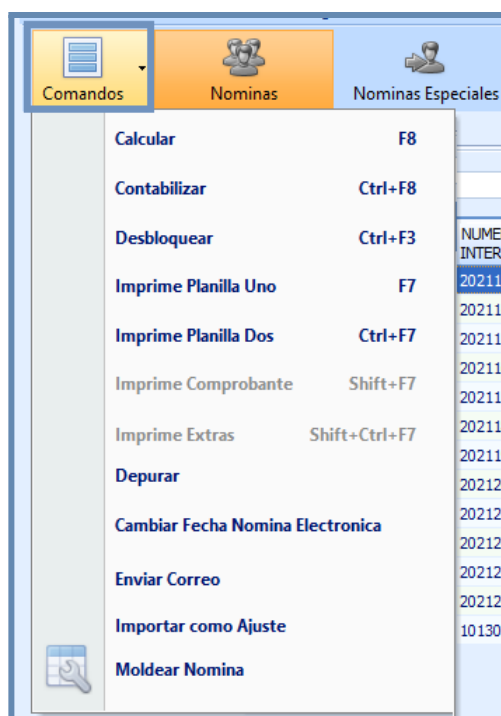 Comandos Nominas Nominas Especiales
Calcular F8
Contabilizar Ctrl+F8
Desbloquear Ctrl+F3
Imprime Planilla Uno F7
Imprime Planilla Dos Ctrl+F7
Imprime Comprobante Shift+F7
Imprime Extras Shift+Ctrl+F7
Depurar
Cambiar Fecha Nomina Electronica
Enviar Correo
Importar como Ajuste
Moldear Nomina
NUME
INTER
20211
20211
20211
20211
20211
20211
20211
20212
20212
20212
20212
20212
10130